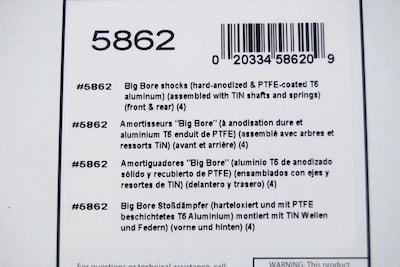 5862
0 20334 58620 9
#5862 Big Bore shocks (hard-anodized & PTFE-coated T6
aluminum) (assembled with TiN shafts and springs)
(front & rear) (4)
#5862 Amortisseurs "Big Bore" (à anodisation dure et
aluminium T6 enduit de PTFE) (assemblé avec arbres et
ressorts TiN) (avant et arrière) (4)
#5862 Amortiguadores "Big Bore" (aluminio T6 de anodizado
sólido y recubierto de PTFE) (ensamblados con ejes y
resortes de TiN) (delantero y trasero) (4)
#5862 Big Bore Stoßdämpfer (harteloxiert und mit PTFE
beschichtetes T6 Aluminium) montiert mit TiN Wellen
und Federn) (vorne und hinten) (4)
For questions or technical assistance, call:
WARNING: This product